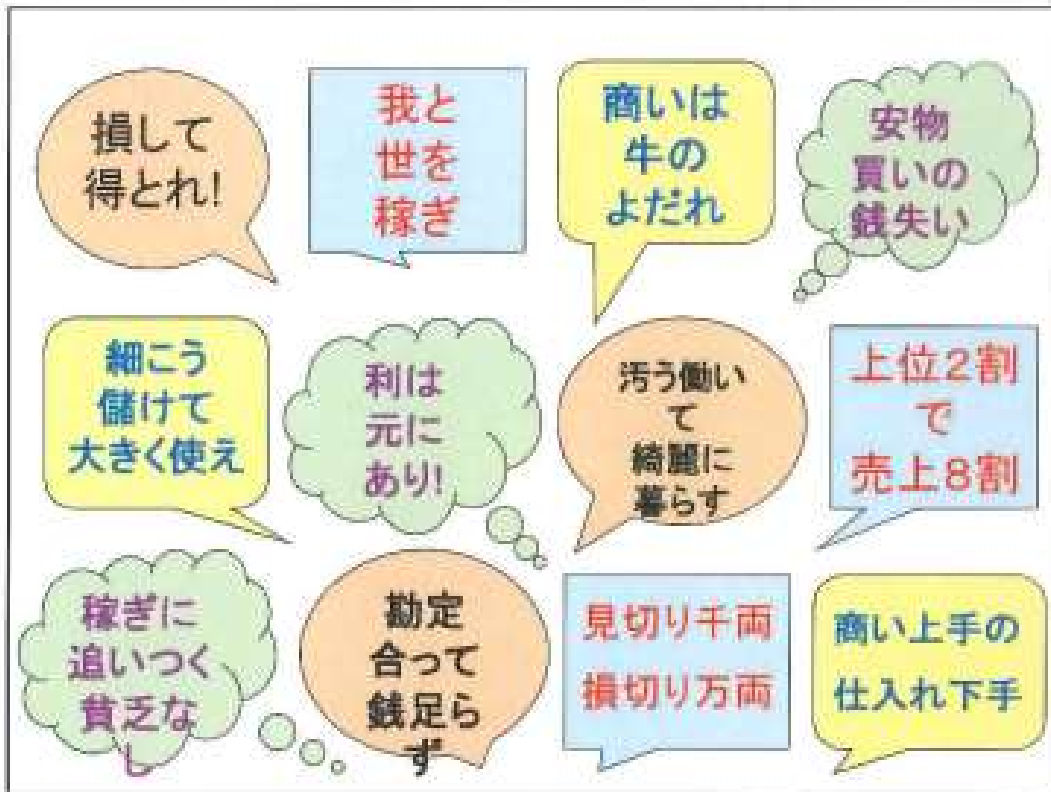 損して
得とれ!
我と
世を
稼ぎ
商いは
牛の
よだれ
安物
買いの
銭失い
細こう
儲けて
大きく使え
利は
元に
あり!
汚う働い
て
綺麗に
暮らす
上位2割
で
売上8割
稼ぎに
追いつく
貧乏な
し
勘定
合って
銭足ら
ず
見切り千両
損切り万両
商い上手の
仕入れ下手